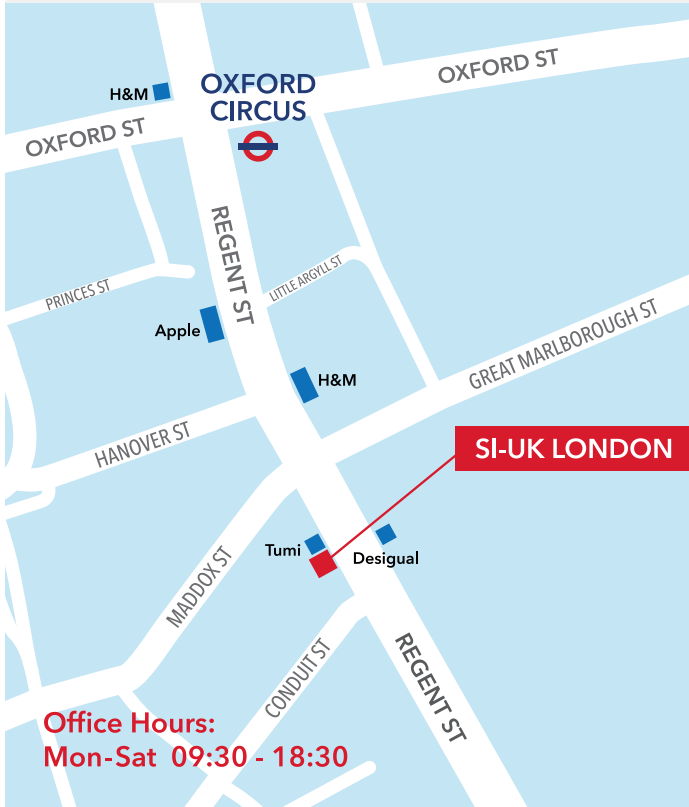 OXFORD ST
H&M
OXFORD
CIRCUS
OXFORD ST
REGENT ST
PRINCES ST
LITTLE ARGYLL ST
Apple
GREAT MARLBOROUGH ST
H&M
HANOVER ST
SI-UK LONDON
Tumi
Desigual
MADDOX ST
CONDUIT ST
REGENT ST
Office Hours:
Mon-Sat 09:30 - 18:30